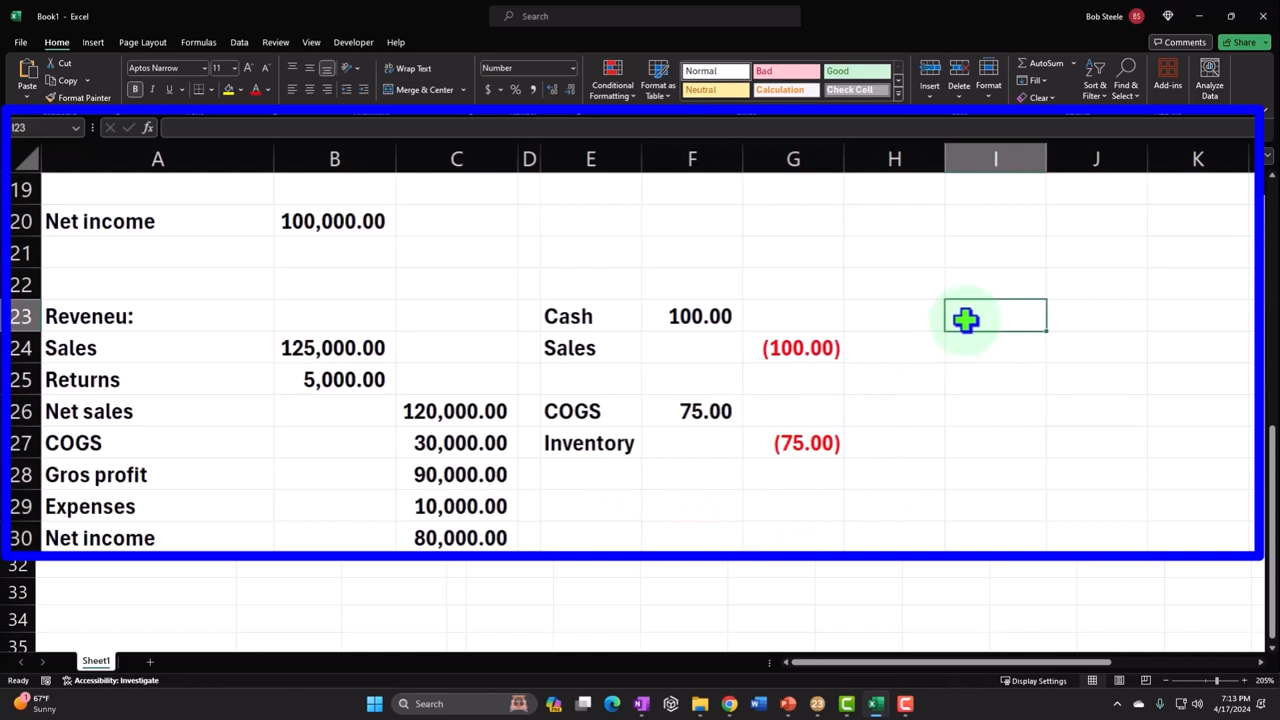 Book1 - Excel
Search
Bob Steele BS
File Home Insert Page Layout Formulas Data Review View Developer Help
Comments Share
Paste
Cut
Copy
Format Painter
Aptos Narrow 11
Wrap Text
Merge & Center
Number
Conditional Formatting
Format as Table
Normal Bad Good
Neutral Calculation Check Cell
Insert Delete Format
AutoSum
Fill
Clear
Sort & Filter
Find & Select
Add-ins
Analyze Data
I23 fx
A B C D E F G H I J K
19
20 Net income 100,000.00
21
22
23 Reveneu: Cash 100.00
24 Sales 125,000.00 Sales (100.00)
25 Returns 5,000.00
26 Net sales 120,000.00 COGS 75.00
27 COGS 30,000.00 Inventory (75.00)
28 Gros profit 90,000.00
29 Expenses 10,000.00
30 Net income 80,000.00
32
33
34
35
Sheet1
Accessibility: Investigate
Display Settings
205%
67°F
Sunny
Search
7:13 PM
4/17/2024